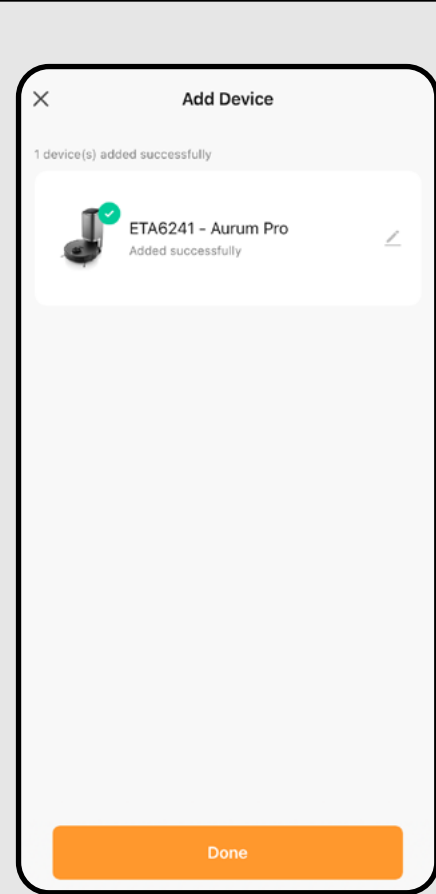 Add Device
1 device(s) added successfully
ETA6241 - Aurum Pro
Added successfully
Done